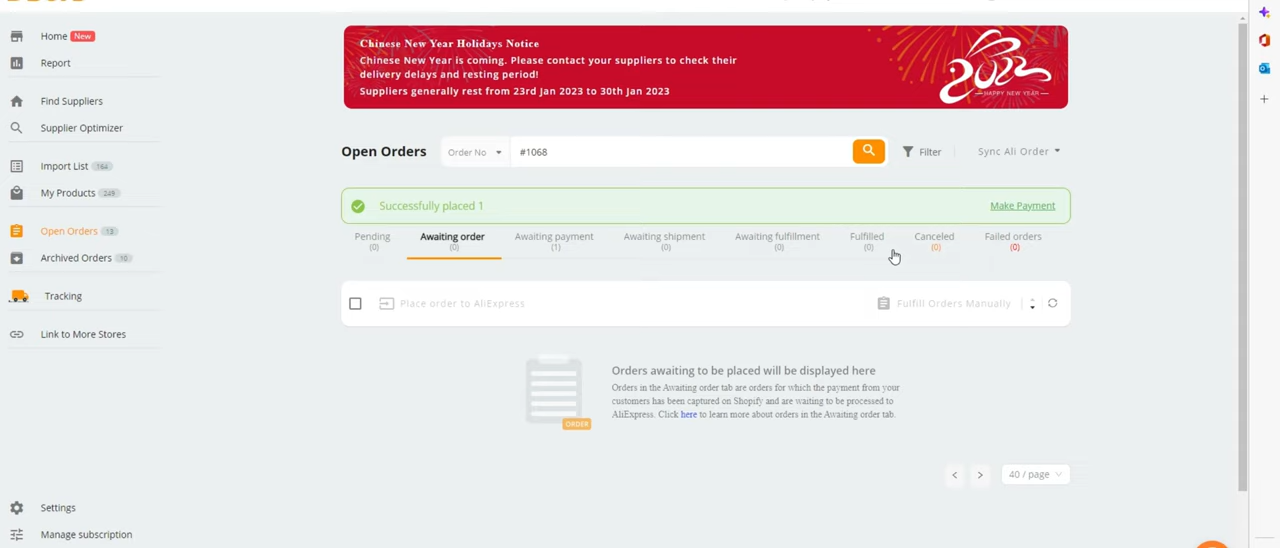 Home New
Report
Find Suppliers
Supplier Optimizer
Import List 164
My Products 249
Open Orders 13
Archived Orders 10
Tracking
Link to More Stores
Settings
Manage subscription
Chinese New Year Holidays Notice
Chinese New Year is coming. Please contact your suppliers to check their
delivery delays and resting period!
Suppliers generally rest from 23rd Jan 2023 to 30th Jan 2023
HAPPY NEW YEAR
Open Orders
Order No
#1068
Filter
Sync Ali Order
Successfully placed 1
Make Payment
Pending
(0)
Awaiting order
(0)
Awaiting payment
(1)
Awaiting shipment
(0)
Awaiting fulfillment
(0)
Fulfilled
(0)
Canceled
(0)
Failed orders
(0)
Place order to AliExpress
Fulfill Orders Manually
ORDER
Orders awaiting to be placed will be displayed here
Orders in the Awaiting order tab are orders for which the payment from your
customers has been captured on Shopify and are waiting to be processed to
AliExpress. Click here to learn more about orders in the Awaiting order tab.
< > 40 / page